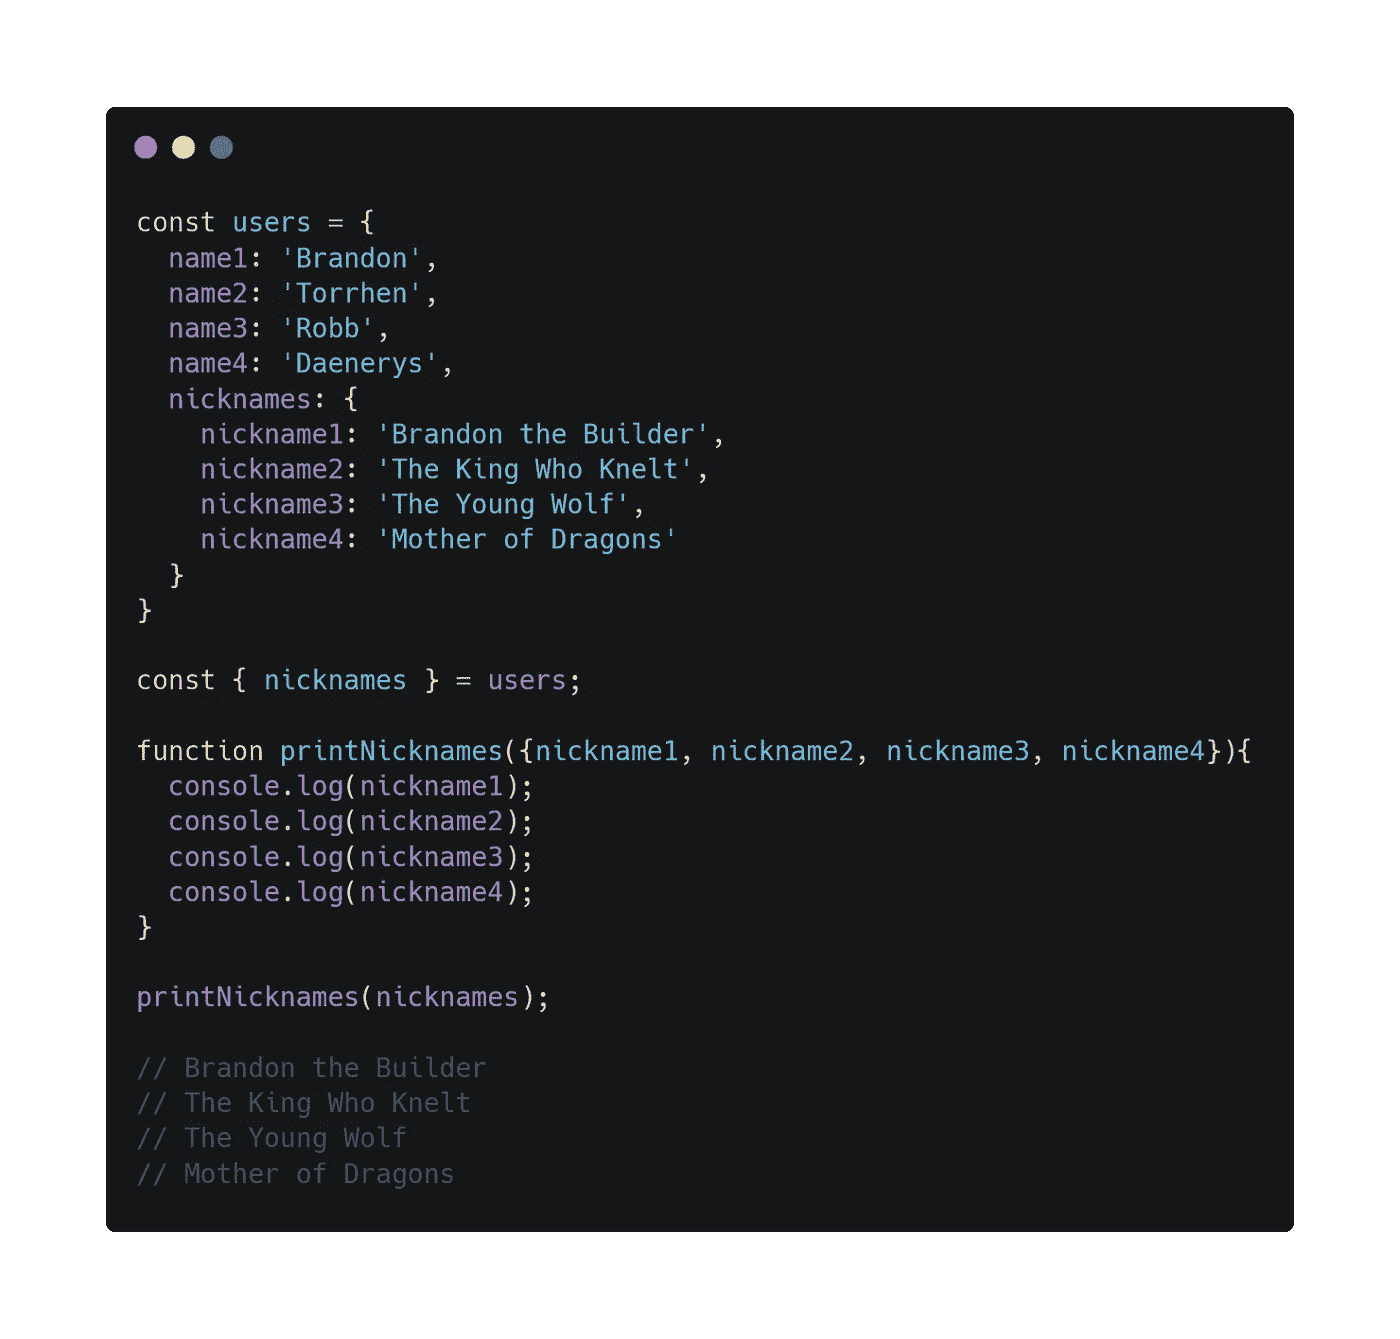 const users = {
  name1: 'Brandon',
  name2: 'Torrhen',
  name3: 'Robb',
  name4: 'Daenerys',
  nicknames: {
    nickname1: 'Brandon the Builder',
    nickname2: 'The King Who Knelt',
    nickname3: 'The Young Wolf',
    nickname4: 'Mother of Dragons'
  }
}

const { nicknames } = users;

function printNicknames({nickname1, nickname2, nickname3, nickname4}){
  console.log(nickname1);
  console.log(nickname2);
  console.log(nickname3);
  console.log(nickname4);
}

printNicknames(nicknames);

// Brandon the Builder
// The King Who Knelt
// The Young Wolf
// Mother of Dragons